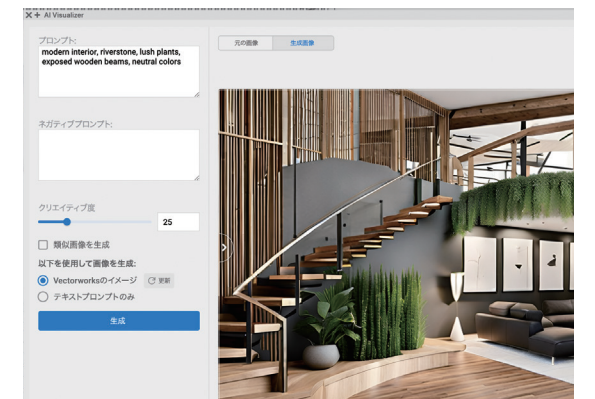 AI Visualizer
プロンプト:
modern interior, riverstone, lush plants,
exposed wooden beams, neutral colors
元の画像
生成画像
ネガティブプロンプト:
クリエイティブ度
25
類似画像を生成
以下を使用して画像を生成:
Vectorworksのイメージ
更新
テキストプロンプトのみ
生成